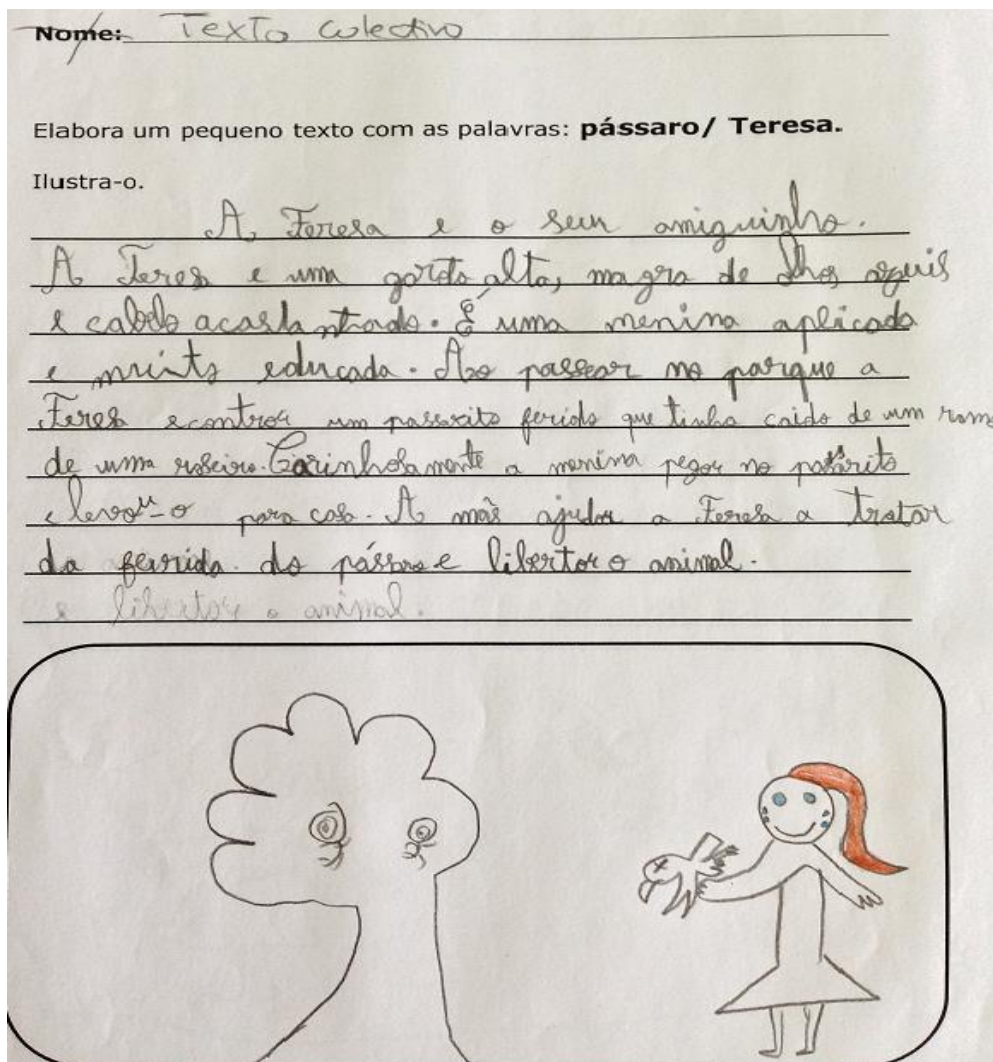 Nome: Texto Colectivo
Elabora um pequeno texto com as palavras: pássaro/ Teresa.
Ilustra-o.
A Teresa e o seu amiguinho.
A Teresa e uma garota alta, magra de olhos azuis
e cabelo acastanhado. É uma menina aplicada
e muito educada. Ao passear no parque a
Teresa econtrou um passarito ferido que tinha caido de um ramo
de uma roseira. Carinhosamente a menina pegou no passarito
e levou-o para casa. A mãe ajudou a Teresa a tratar
da ferrida do pássaro e libertou o animal.
e libertou o animal.